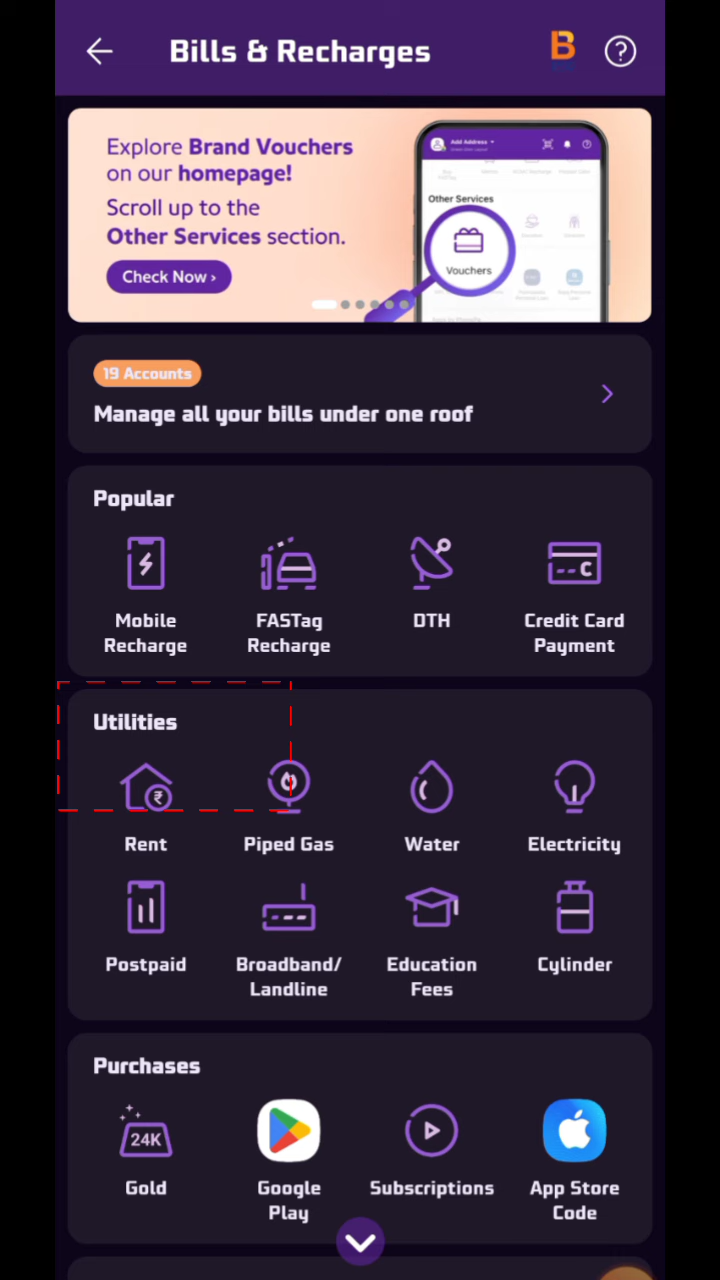 Bills & Recharges
B
?
Explore Brand Vouchers
on our homepage!
Scroll up to the
Other Services section.
Check Now ›
Add Address
Other Services
Vouchers
19 Accounts
Manage all your bills under one roof
Popular
Mobile Recharge
FASTag Recharge
DTH
C
Credit Card Payment
Utilities
₹
Rent
Piped Gas
Water
Electricity
Postpaid
Broadband/ Landline
Education Fees
Cylinder
Purchases
24K
Gold
Google Play
Subscriptions
App Store Code